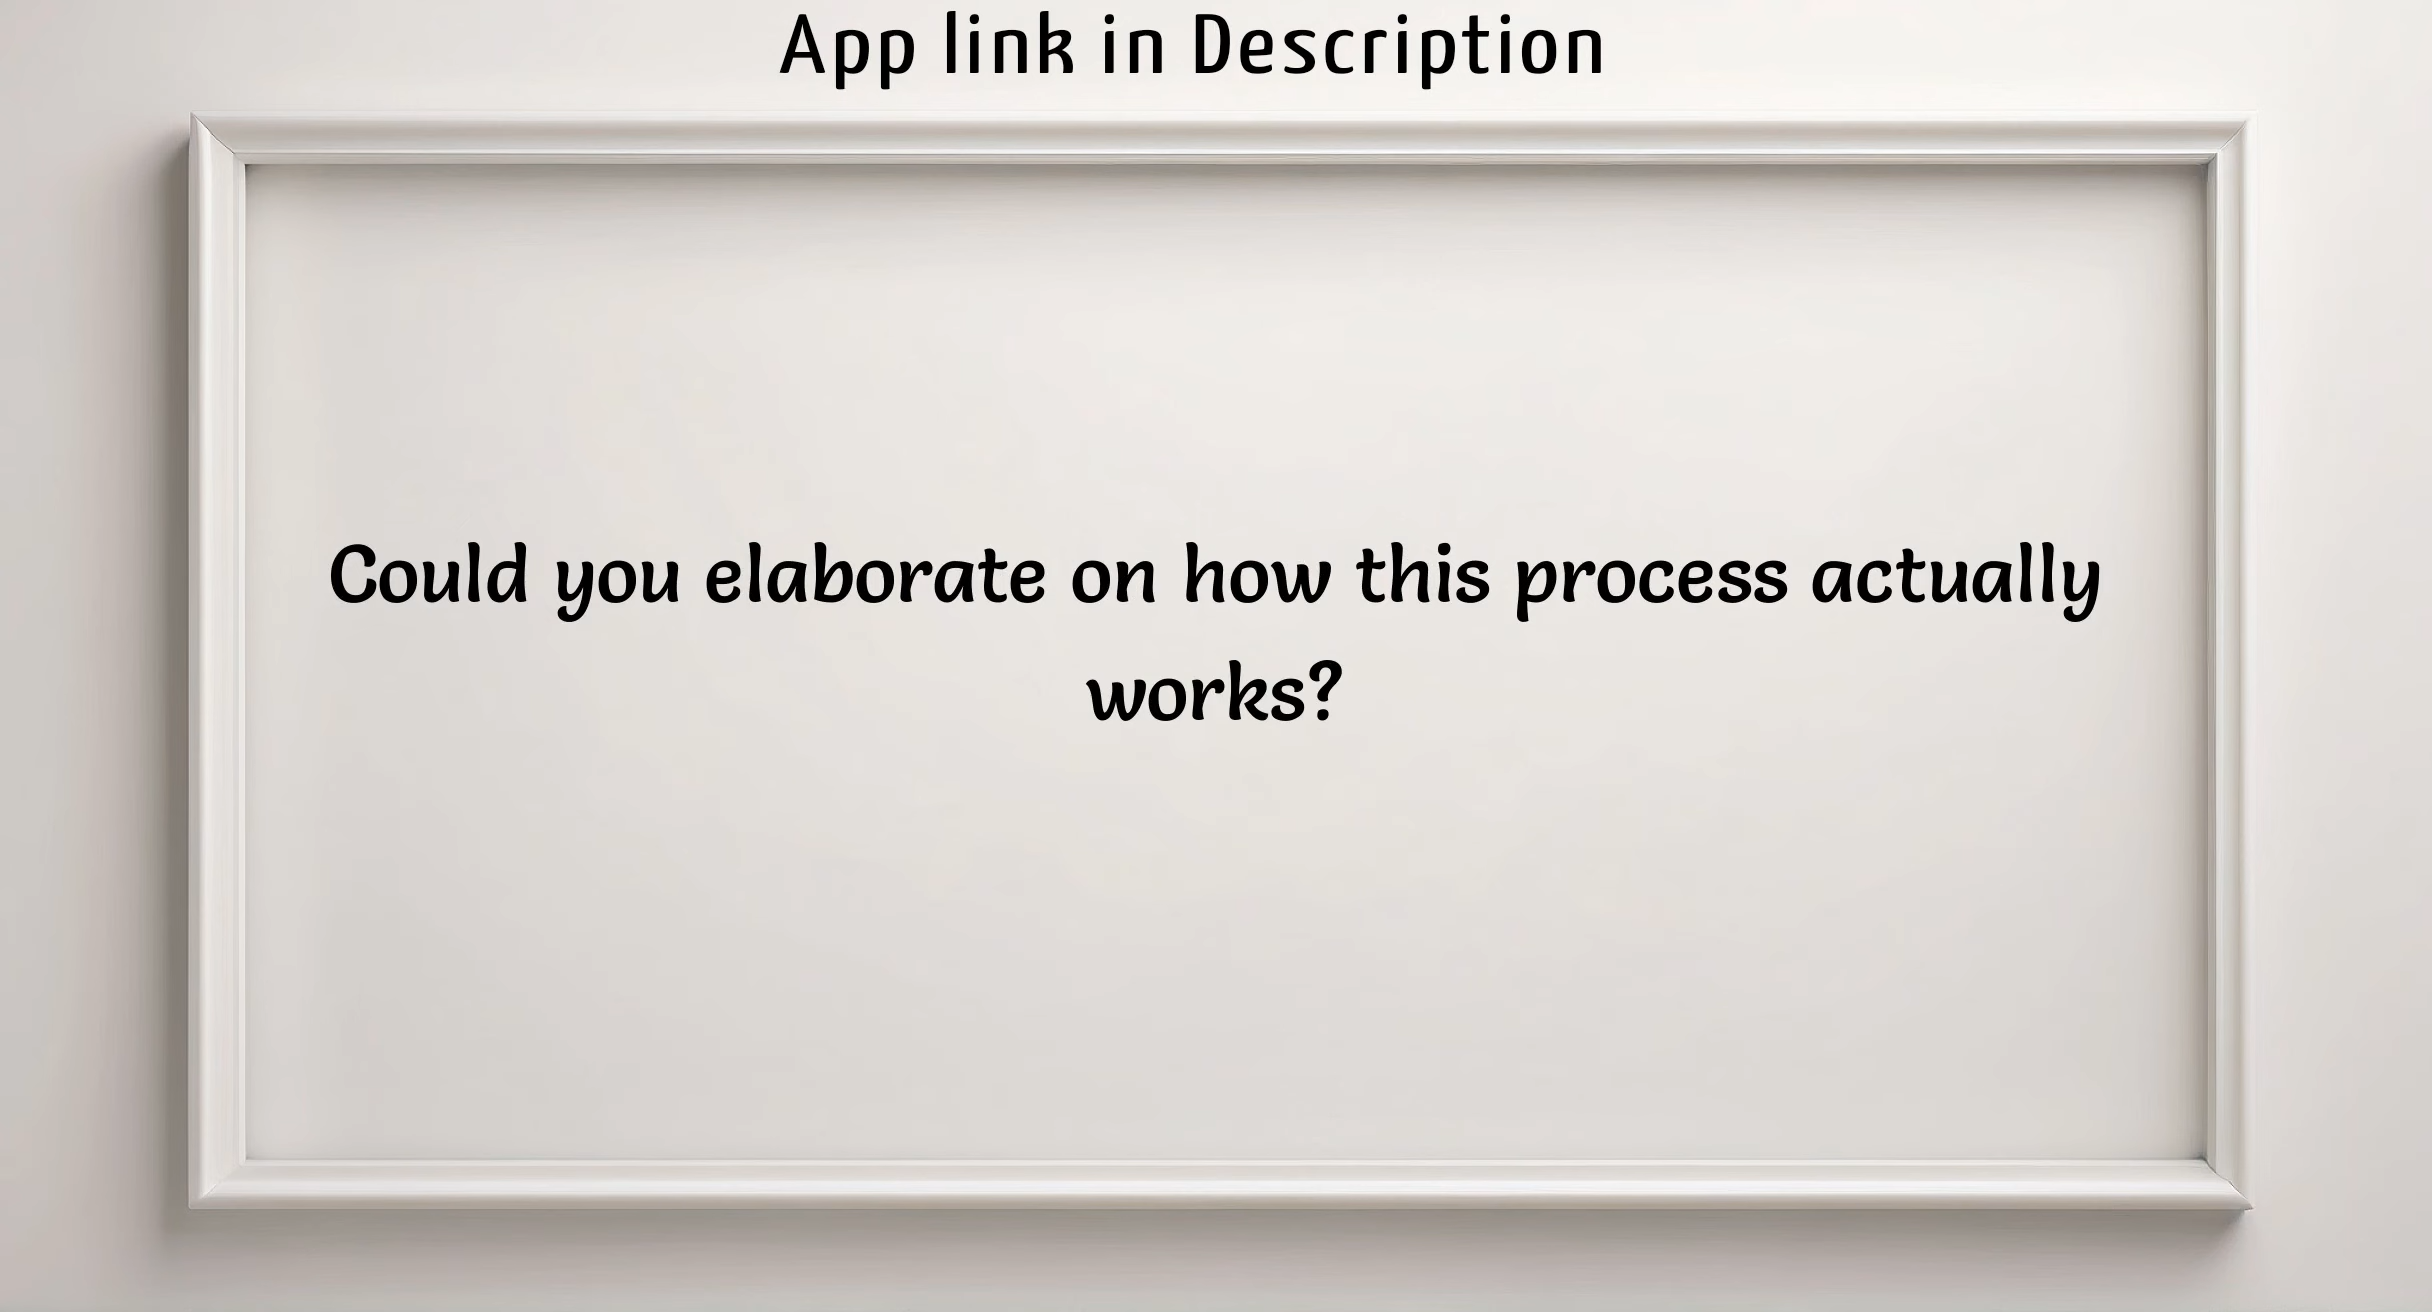 App link in Description
Could you elaborate on how this process actually
works?